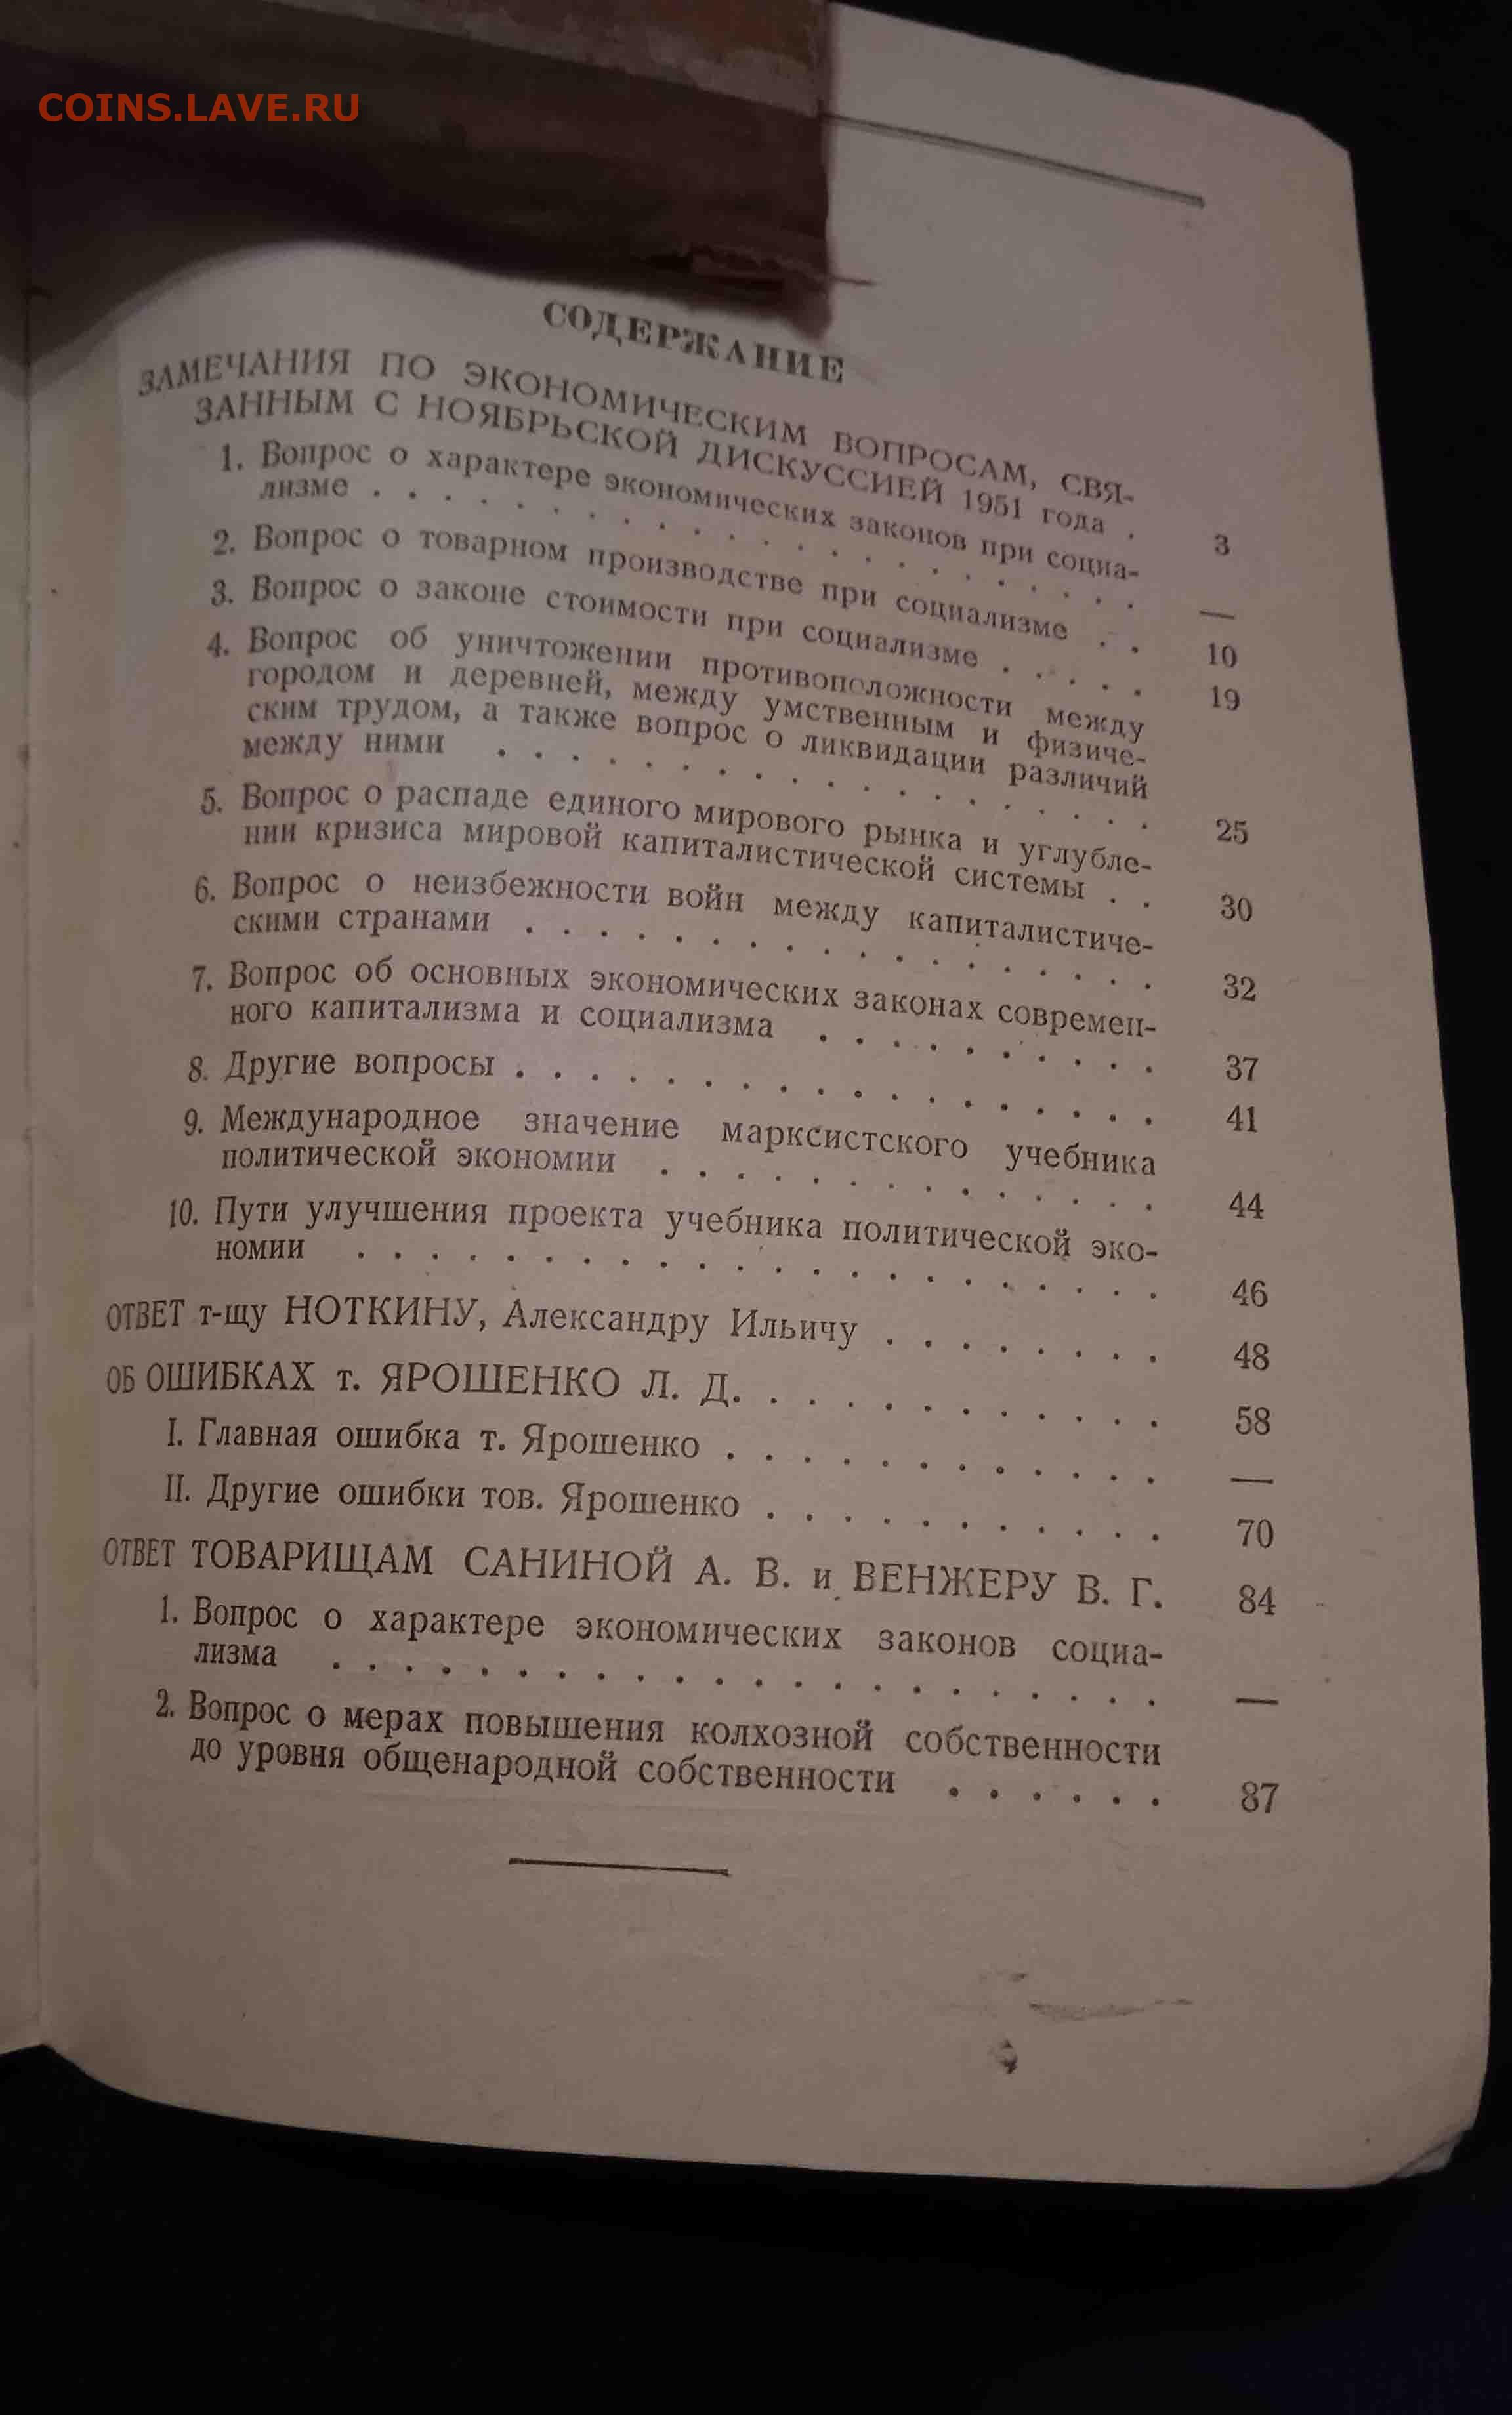 COINS.LAVE.RU
СОДЕРЖАНИЕ
ЗАМЕЧАНИЯ ПО ЭКОНОМИЧЕСКИМ ВОПРОСАМ, СВЯ-
ЗАННЫМ С НОЯБРЬСКОЙ ДИСКУССИЕЙ 1951 года . 3
1. Вопрос о характере экономических законов при социа-
лизме . . . . . . . . . . . . . . . . . . . . . . —
2. Вопрос о товарном производстве при социализме . . 10
3. Вопрос о законе стоимости при социализме . . . . . 19
4. Вопрос об уничтожении противоположности между
городом и деревней, между умственным и физиче-
ским трудом, а также вопрос о ликвидации различий
между ними . . . . . . . . . . . . . . . . . . 25
5. Вопрос о распаде единого мирового рынка и углубле-
нии кризиса мировой капиталистической системы . . 30
6. Вопрос о неизбежности войн между капиталистиче-
скими странами . . . . . . . . . . . . . . . . . 32
7. Вопрос об основных экономических законах современ-
ного капитализма и социализма . . . . . . . . . . 37
8. Другие вопросы . . . . . . . . . . . . . . . . . 41
9. Международное значение марксистского учебника
политической экономии . . . . . . . . . . . . . . 44
10. Пути улучшения проекта учебника политической эко-
номии . . . . . . . . . . . . . . . . . . . . . . 46
ОТВЕТ т-щу НОТКИНУ, Александру Ильичу . . . . . . . . 48
ОБ ОШИБКАХ т. ЯРОШЕНКО Л. Д. . . . . . . . . . . . 58
I. Главная ошибка т. Ярошенко . . . . . . . . . . . . —
II. Другие ошибки тов. Ярошенко . . . . . . . . . . . 70
ОТВЕТ ТОВАРИЩАМ САНИНОЙ А. В. и ВЕНЖЕРУ В. Г. 84
1. Вопрос о характере экономических законов социа-
лизма . . . . . . . . . . . . . . . . . . . . . . —
2. Вопрос о мерах повышения колхозной собственности
до уровня общенародной собственности . . . . . . 87